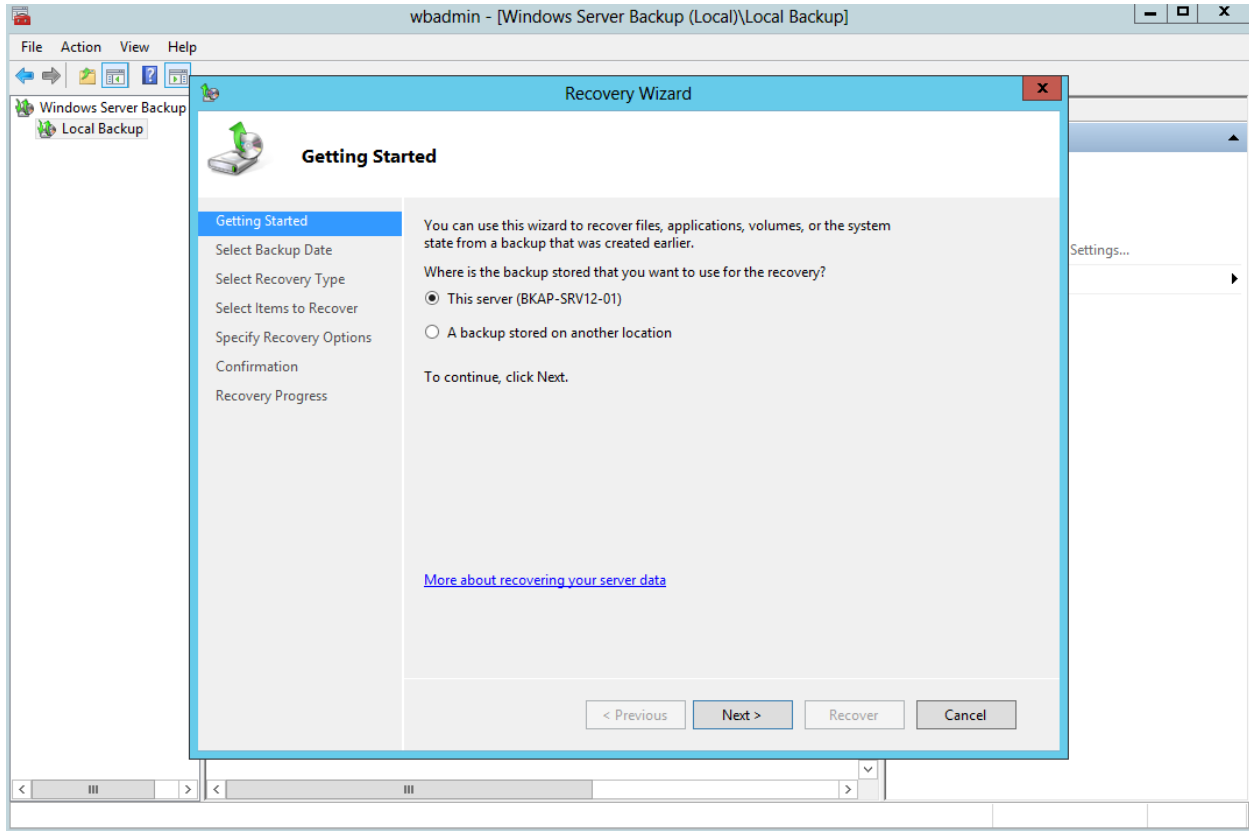 wbadmin - [Windows Server Backup (Local)\Local Backup]
File Action View Help
Windows Server Backup
Local Backup
Recovery Wizard
Getting Started
Getting Started
Select Backup Date
Select Recovery Type
Select Items to Recover
Specify Recovery Options
Confirmation
Recovery Progress
You can use this wizard to recover files, applications, volumes, or the system
state from a backup that was created earlier.
Where is the backup stored that you want to use for the recovery?
This server (BKAP-SRV12-01)
A backup stored on another location
To continue, click Next.
More about recovering your server data
< Previous Next > Recover Cancel
Settings...